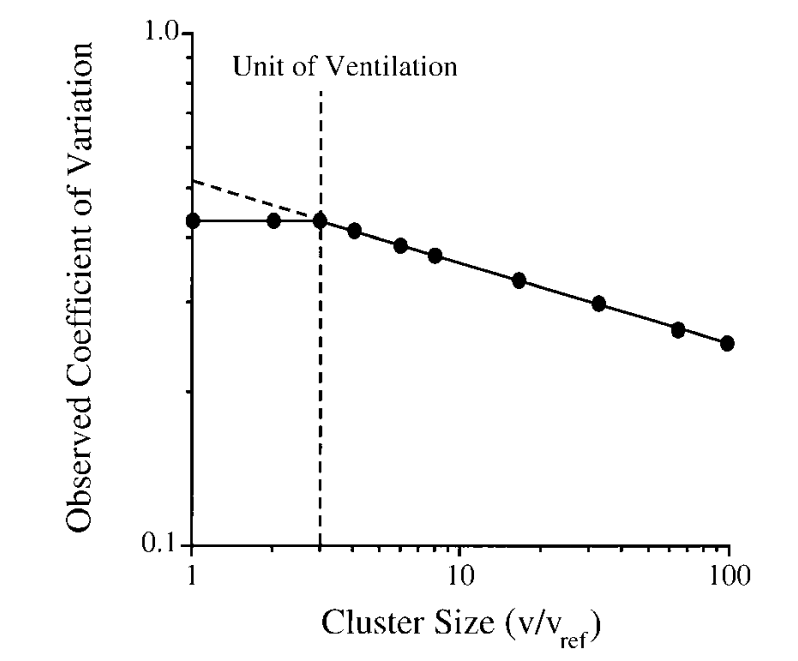 1.0
Unit of Ventilation
Observed Coefficient of Variation
0.1
1
10
100
Cluster Size (v/v_ref)